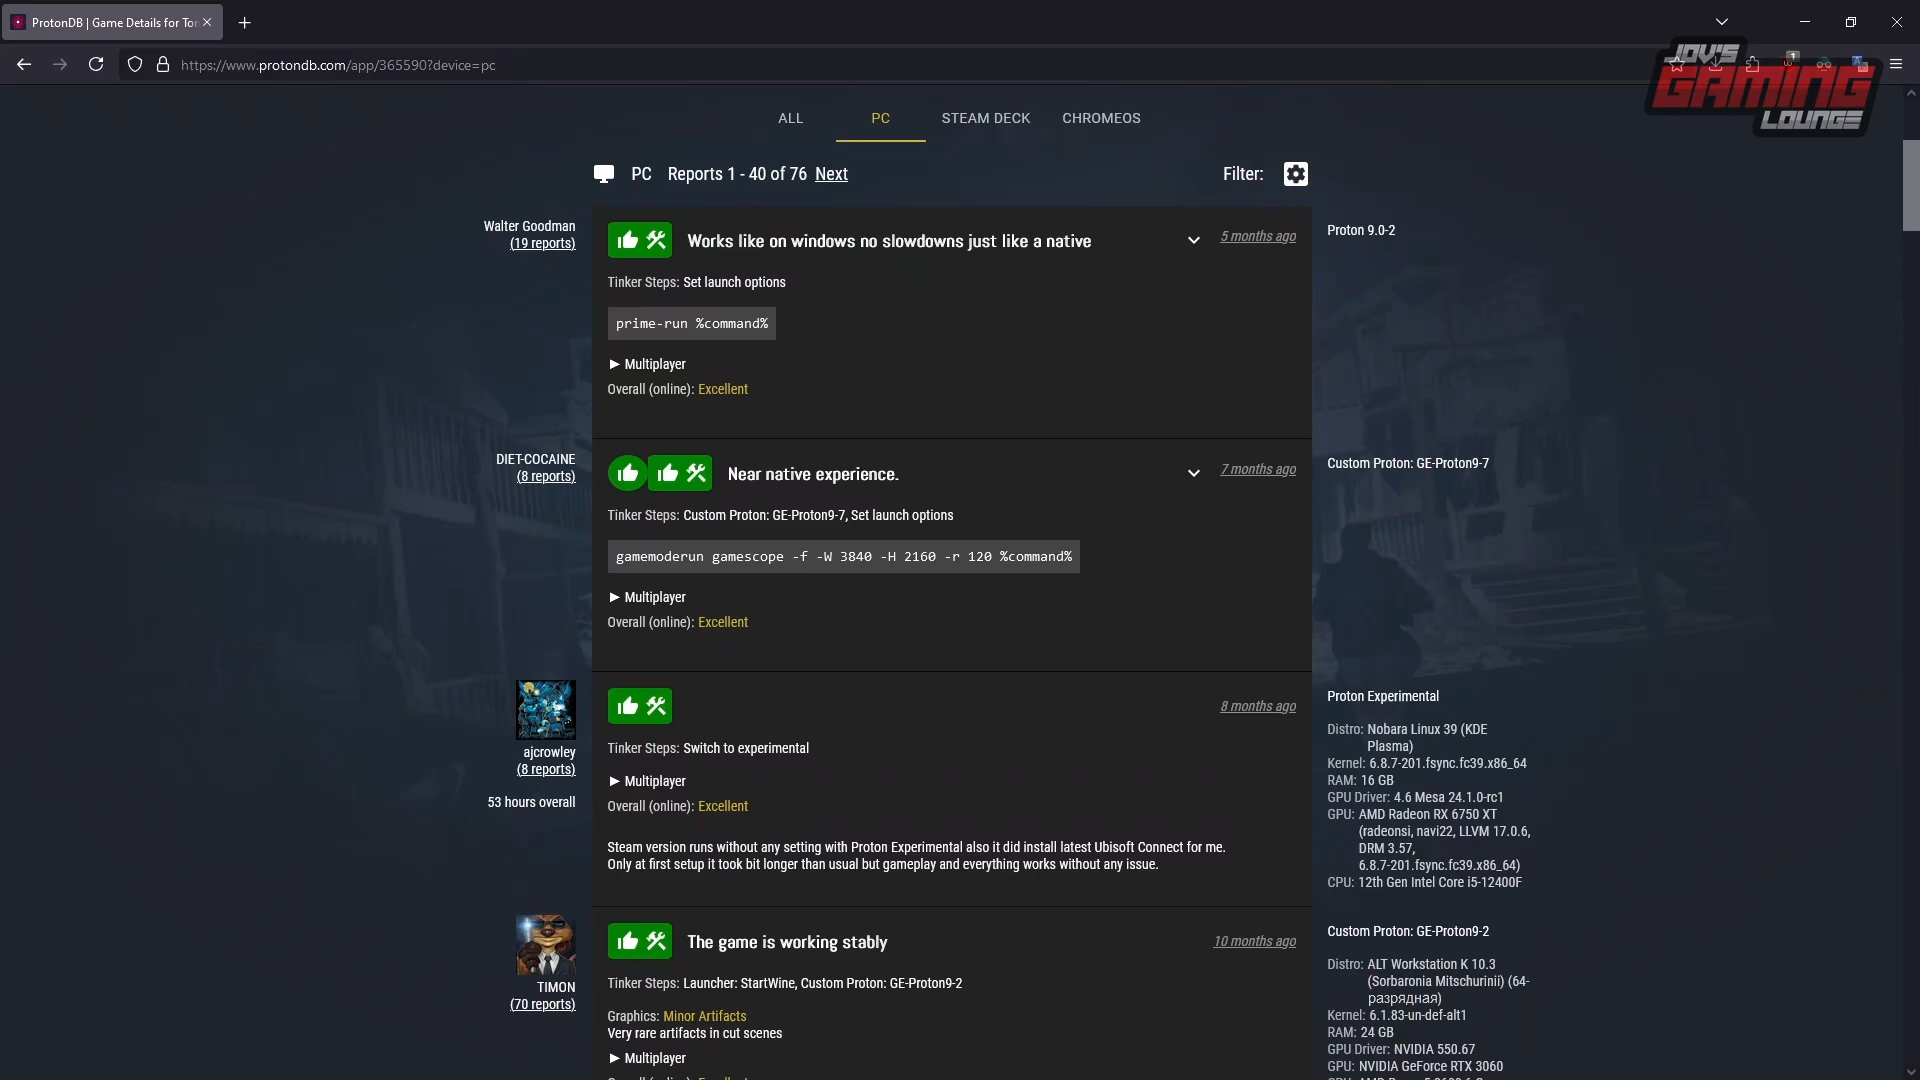 ProtonDB | Game Details for Ton
https://www.protondb.com/app/365590?device=pc
JOV'S
GAMING
LOUNGE
1
ALL PC STEAM DECK CHROMEOS
PC Reports 1 - 40 of 76 Next
Filter:
Walter Goodman
(19 reports)
Works like on windows no slowdowns just like a native
5 months ago
Proton 9.0-2
Tinker Steps: Set launch options
prime-run %command%
► Multiplayer
Overall (online): Excellent
DIET-COCAINE
(8 reports)
Near native experience.
7 months ago
Custom Proton: GE-Proton9-7
Tinker Steps: Custom Proton: GE-Proton9-7, Set launch options
gamemoderun gamescope -f -W 3840 -H 2160 -r 120 %command%
► Multiplayer
Overall (online): Excellent
ajcrowley
(8 reports)
53 hours overall
8 months ago
Tinker Steps: Switch to experimental
► Multiplayer
Overall (online): Excellent
Steam version runs without any setting with Proton Experimental also it did install latest Ubisoft Connect for me.
Only at first setup it took bit longer than usual but gameplay and everything works without any issue.
Proton Experimental
Distro: Nobara Linux 39 (KDE
Plasma)
Kernel: 6.8.7-201.fsync.fc39.x86_64
RAM: 16 GB
GPU Driver: 4.6 Mesa 24.1.0-rc1
GPU: AMD Radeon RX 6750 XT
(radeonsi, navi22, LLVM 17.0.6,
DRM 3.57,
6.8.7-201.fsync.fc39.x86_64)
CPU: 12th Gen Intel Core i5-12400F
TIMON
(70 reports)
The game is working stably
10 months ago
Tinker Steps: Launcher: StartWine, Custom Proton: GE-Proton9-2
Graphics: Minor Artifacts
Very rare artifacts in cut scenes
► Multiplayer
Custom Proton: GE-Proton9-2
Distro: ALT Workstation K 10.3
(Sorbaronia Mitschurinii) (64-
разрядная)
Kernel: 6.1.83-un-def-alt1
RAM: 24 GB
GPU Driver: NVIDIA 550.67
GPU: NVIDIA GeForce RTX 3060